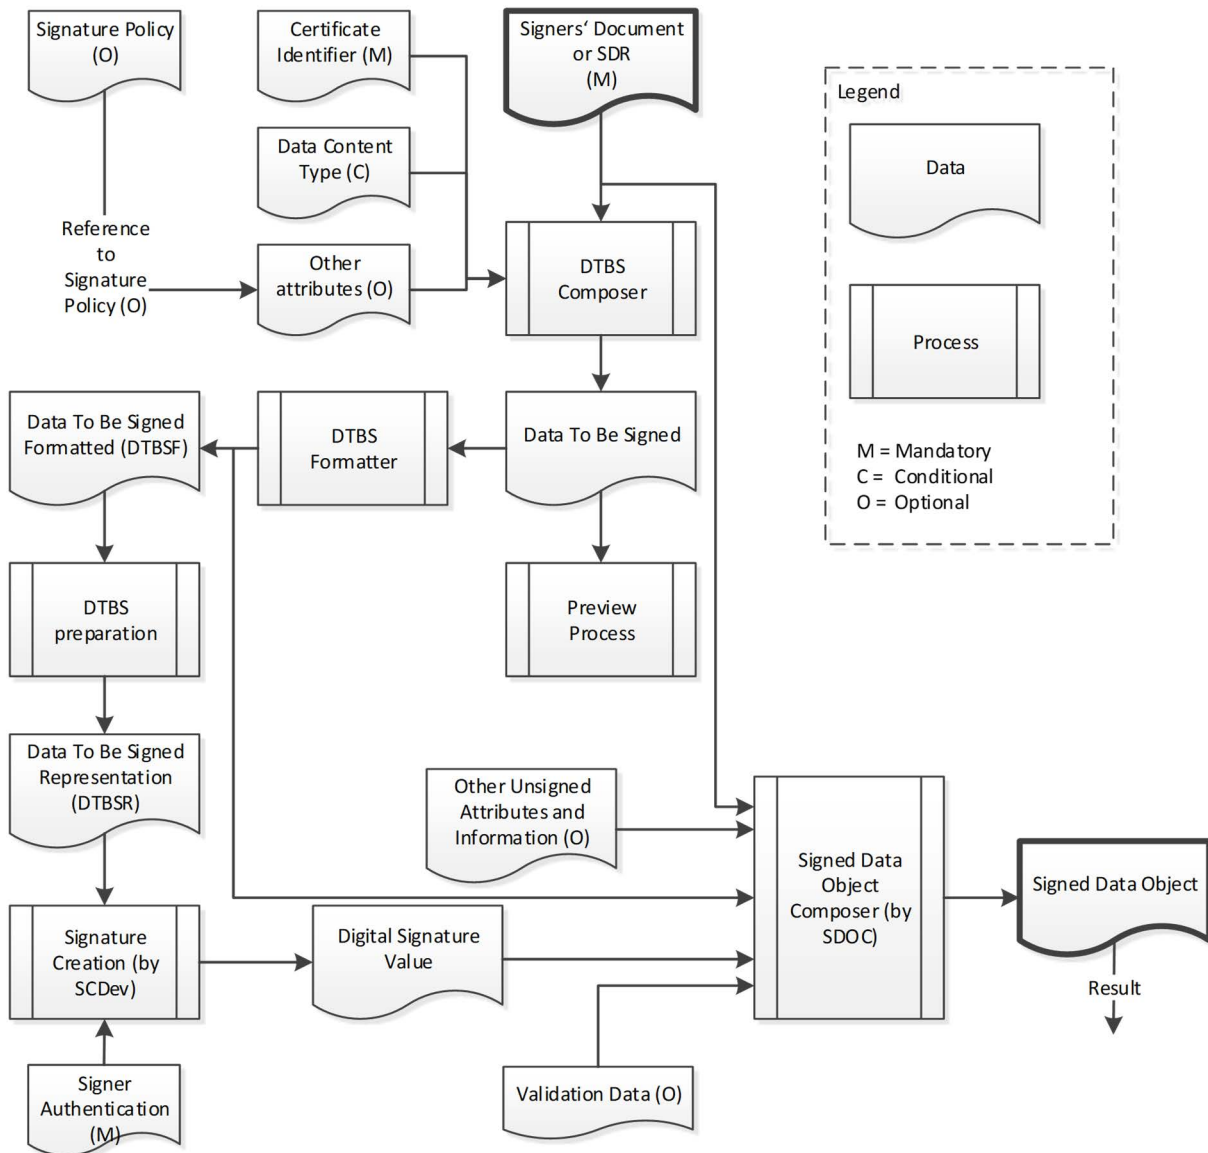 Signature Policy
(O)
Certificate
Identifier (M)
Signers‘ Document
or SDR
(M)
Legend
Data
Data Content
Type (C)
Reference
to
Signature
Policy (O)
Other
attributes (O)
DTBS
Composer
Process
Data To Be Signed
Formatted (DTBSF)
DTBS
Formatter
Data To Be Signed
M = Mandatory
C =  Conditional
O = Optional
DTBS
preparation
Preview
Process
Data To Be Signed
Representation
(DTBSR)
Other Unsigned
Attributes and
Information (O)
Signed Data
Object
Composer (by
SDOC)
Signed Data Object
Signature
Creation (by
SCDev)
Digital Signature
Value
Result
Signer
Authentication
(M)
Validation Data (O)